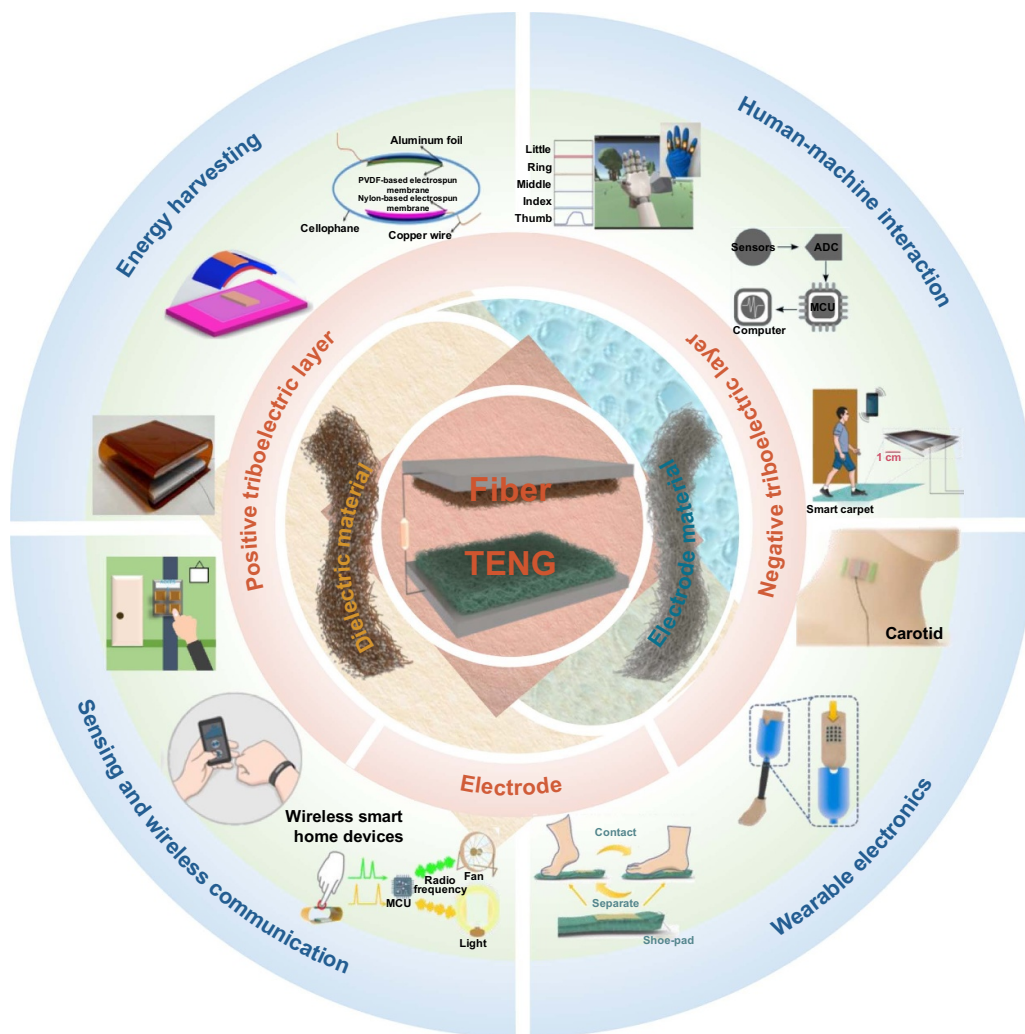 Energy harvesting
Aluminum foil
PVDF-based electrospun
membrane
Nylon-based electrospun
membrane
Cellophane
Copper wire
Human-machine interaction
Little
Ring
Middle
Index
Thumb
Sensors
ADC
MCU
Computer
1 cm
Smart carpet
Positive triboelectric layer
Negative triboelectric layer
Electrode
Dielectric material
Electrode material
Fiber
TENG
Sensing and wireless communication
Wireless smart
home devices
Radio
frequency
MCU
Fan
Light
Wearable electronics
Carotid
Contact
Separate
Shoe-pad